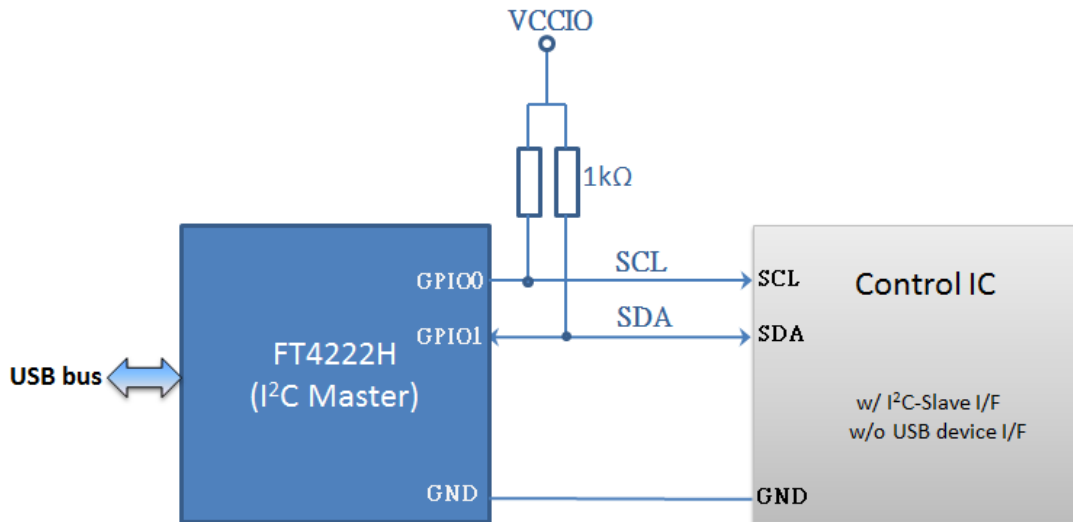 VCCIO
1kΩ
GPIO0
SCL
SCL
Control IC
GPIO1
SDA
SDA
FT4222H
(I²C Master)
USB bus
w/ I²C-Slave I/F
w/o USB device I/F
GND
GND